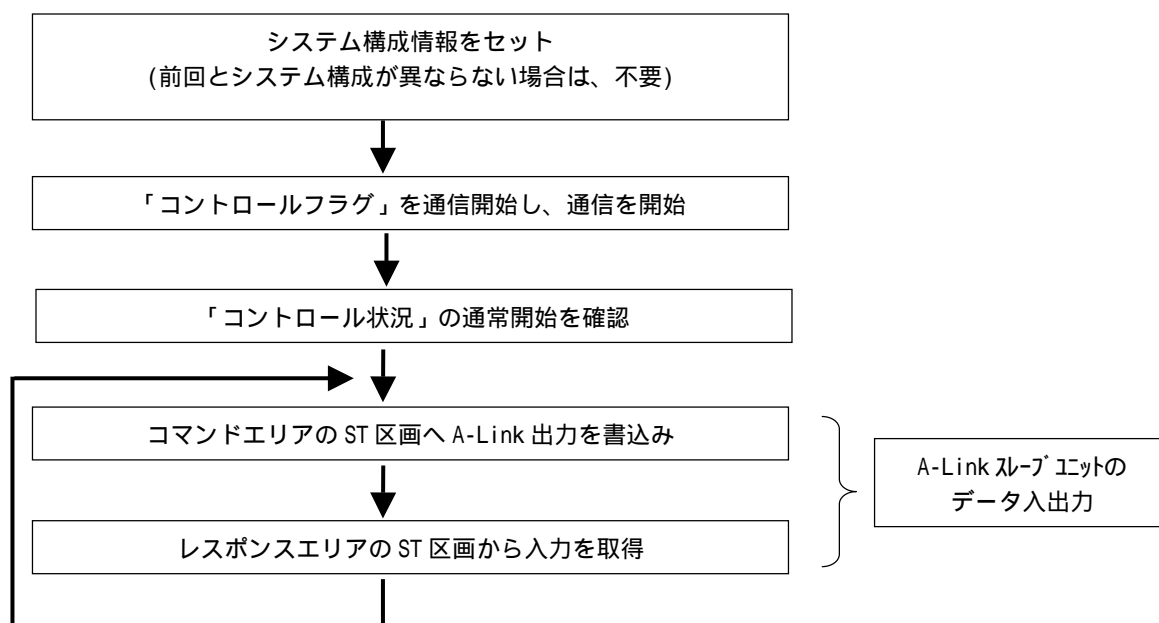 システム構成情報をセット
(前回とシステム構成が異ならない場合は、不要)
「コントロールフラグ」を通信開始し、通信を開始
「コントロール状況」の通常開始を確認
コマンドエリアの ST 区画へ A-Link 出力を書込み
レスポンスエリアの ST 区画から入力を取得
A-Link ｽﾚｰﾌﾞﾕﾆｯﾄの
データ入出力